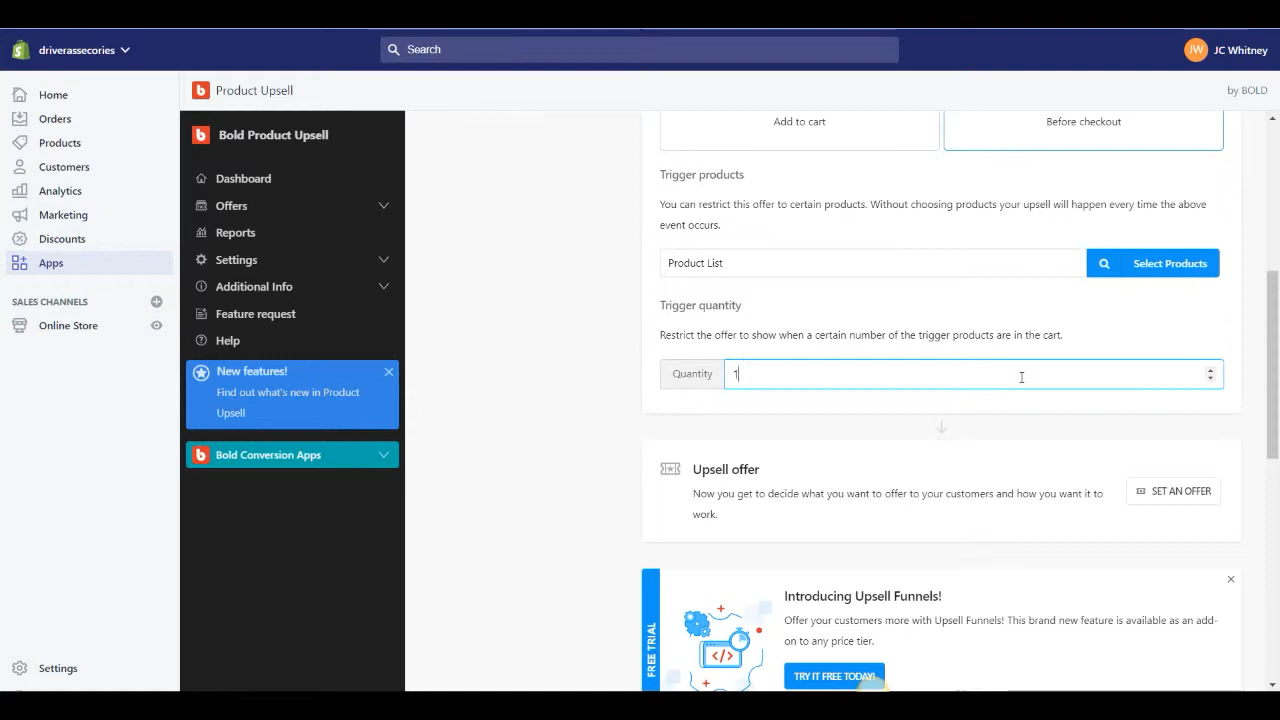 driverassecories
Search
JW
JC Whitney
Home
Orders
Products
Customers
Analytics
Marketing
Discounts
Apps
SALES CHANNELS
Online Store
Settings
Product Upsell
by BOLD
Bold Product Upsell
Dashboard
Offers
Reports
Settings
Additional Info
Feature request
Help
New features!
Find out what's new in Product
Upsell
Bold Conversion Apps
Add to cart
Before checkout
Trigger products
You can restrict this offer to certain products. Without choosing products your upsell will happen every time the above
event occurs.
Product List
Select Products
Trigger quantity
Restrict the offer to show when a certain number of the trigger products are in the cart.
Quantity
1
Upsell offer
Now you get to decide what you want to offer to your customers and how you want it to
work.
SET AN OFFER
FREE TRIAL
Introducing Upsell Funnels!
Offer your customers more with Upsell Funnels! This brand new feature is available as an add-
on to any price tier.
TRY IT FREE TODAY!